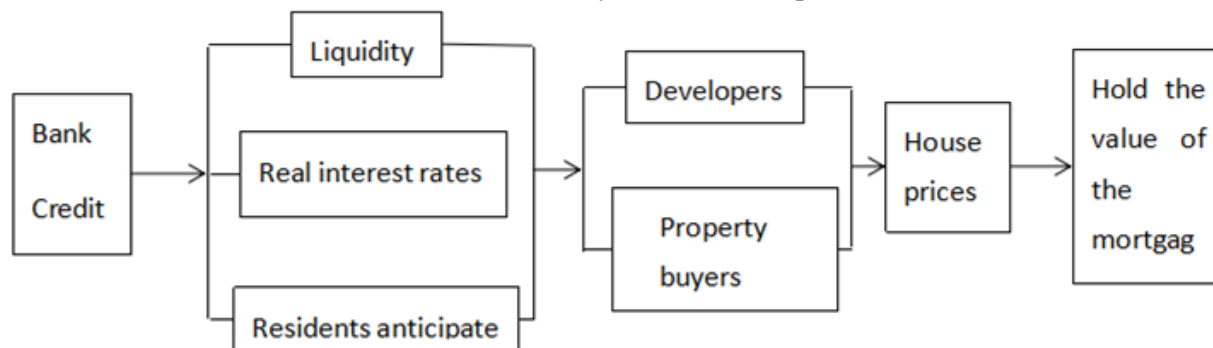 Bank
Credit
Liquidity
Real interest rates
Residents anticipate
Developers
Property
buyers
House
prices
Hold the
value of
the
mortgag